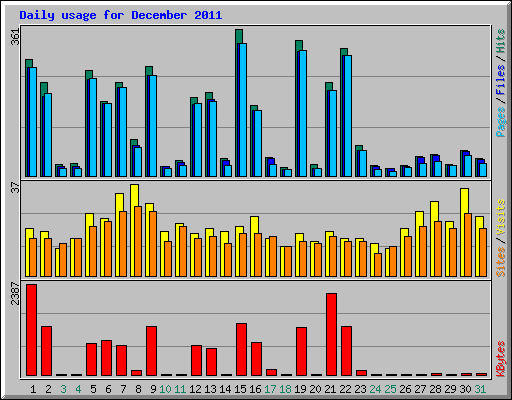 Daily usage for December 2011
361
Pages / Files / Hits
37
Sites / Visits
2387
KBytes
1 2 3 4 5 6 7 8 9 10 11 12 13 14 15 16 17 18 19 20 21 22 23 24 25 26 27 28 29 30 31